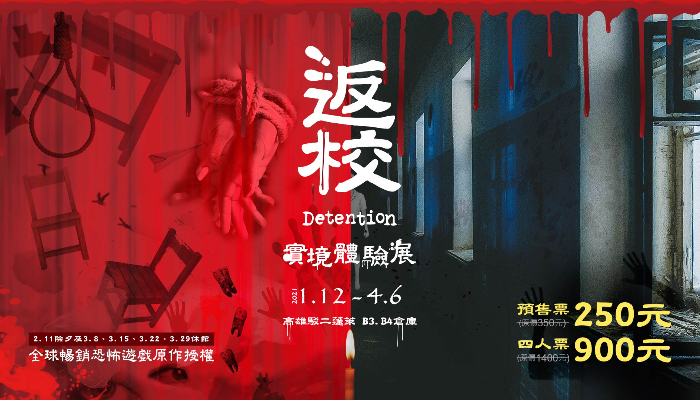 返校
Detention
實境體驗展
2021 1.12~4.6
高雄駁二蓬萊 B3.B4倉庫
2.11除夕及3.8、3.15、3.22、3.29休館
全球暢銷恐怖遊戲原作授權
預售票 250元
(原價350元)
四人票 900元
(原價1400元)